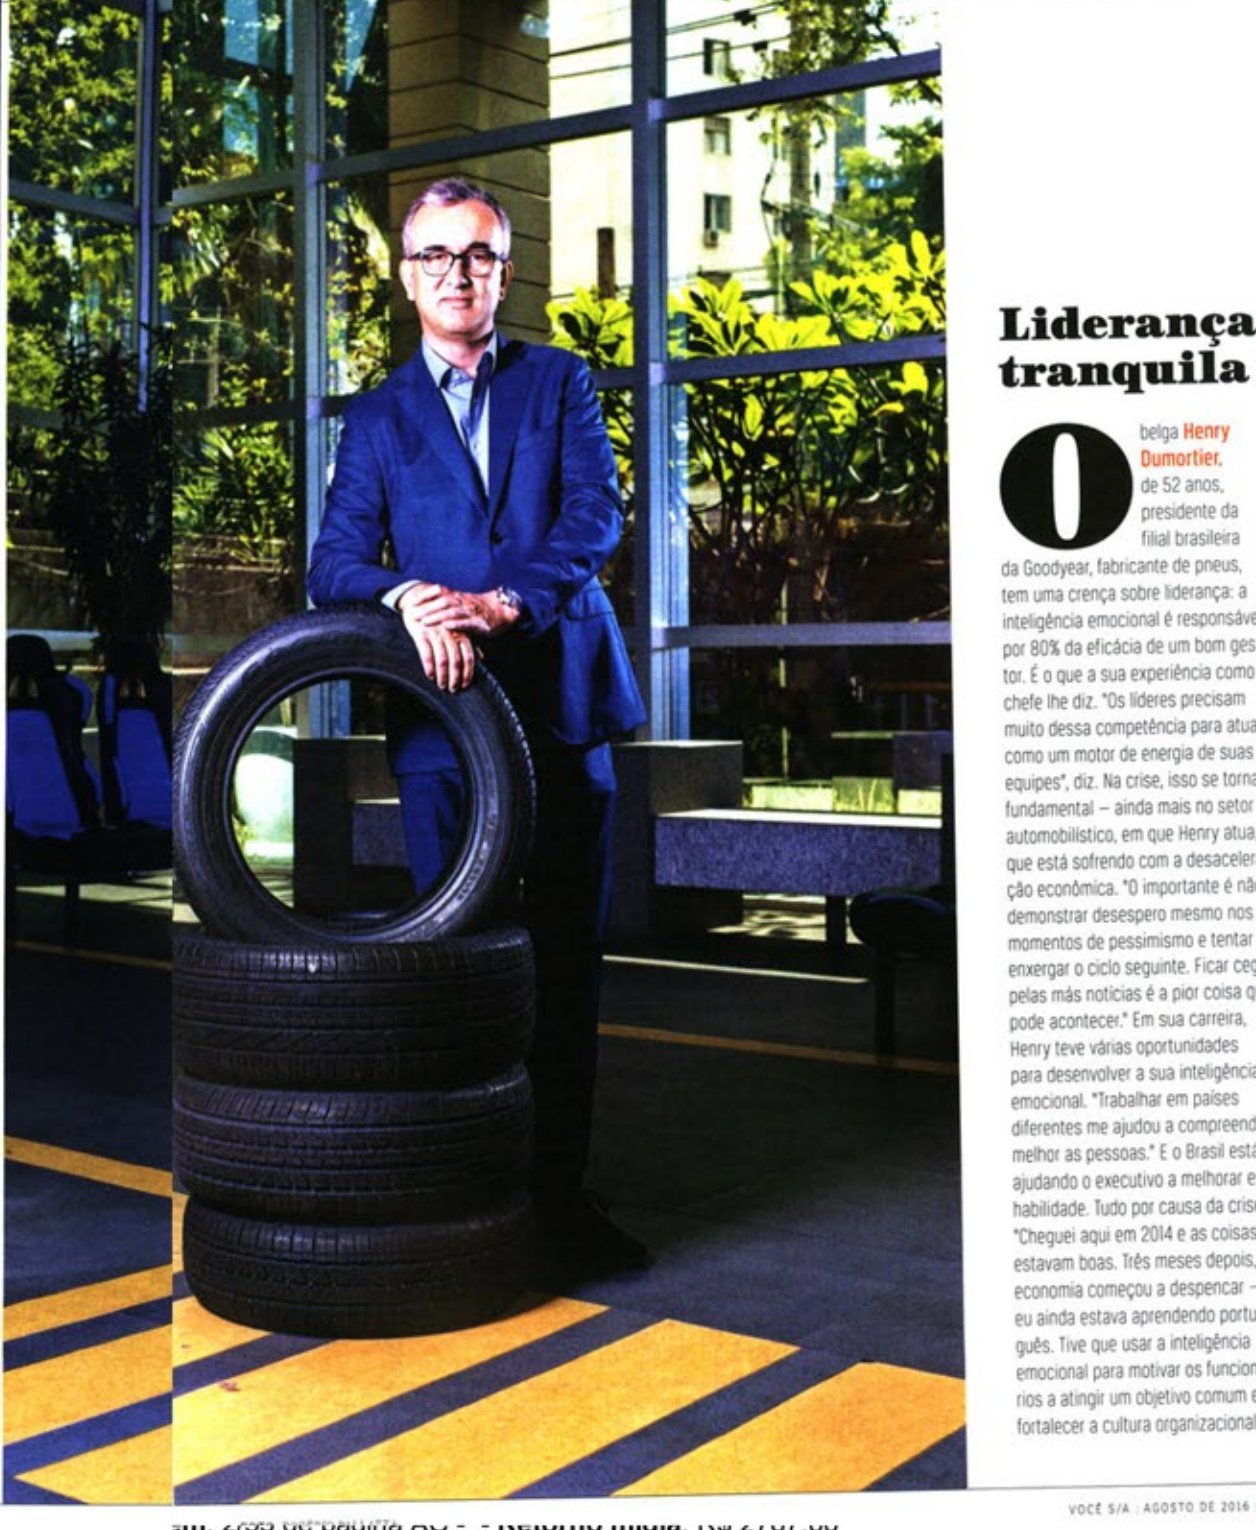 Liderança
tranquila
O belga Henry
Dumortier,
de 52 anos,
presidente da
filial brasileira
da Goodyear, fabricante de pneus,
tem uma crença sobre liderança: a
inteligência emocional é responsáve
por 80% da eficácia de um bom ges
tor. É o que a sua experiência como
chefe lhe diz. "Os líderes precisam
muito dessa competência para atua
como um motor de energia de suas
equipes", diz. Na crise, isso se torna
fundamental – ainda mais no setor
automobilístico, em que Henry atua,
que está sofrendo com a desaceler
ção econômica. "O importante é não
demonstrar desespero mesmo nos
momentos de pessimismo e tentar
enxergar o ciclo seguinte. Ficar ceg
pelas más notícias é a pior coisa q
pode acontecer." Em sua carreira,
Henry teve várias oportunidades
para desenvolver a sua inteligência
emocional. "Trabalhar em países
diferentes me ajudou a compreend
melhor as pessoas." E o Brasil está
ajudando o executivo a melhorar e
habilidade. Tudo por causa da crise
"Cheguei aqui em 2014 e as coisas
estavam boas. Três meses depois,
economia começou a despencar –
eu ainda estava aprendendo portu
guês. Tive que usar a inteligência
emocional para motivar os funcion
rios a atingir um objetivo comum e
fortalecer a cultura organizacional
VOCÊ S/A : AGOSTO DE 2016